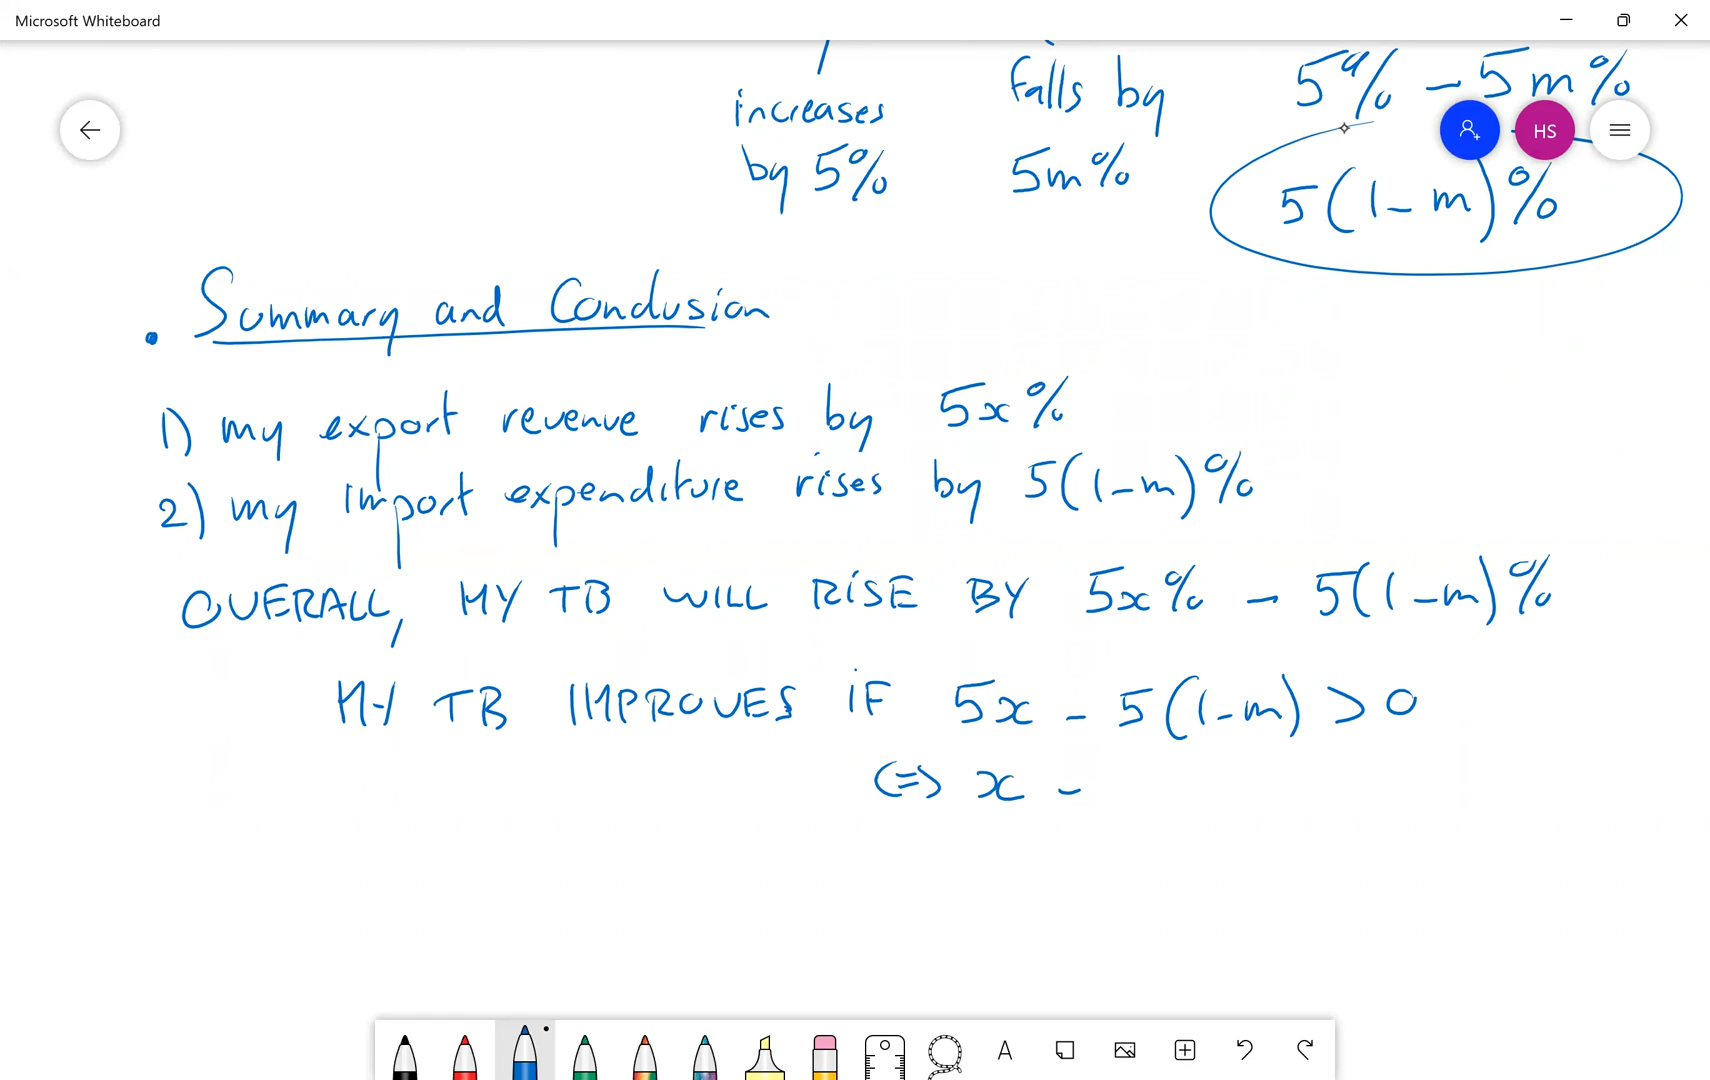 Microsoft Whiteboard
increases falls by 5% - 5m%
by 5% 5m% 5(1-m)%
HS
. Summary and Conclusion
1) my export revenue rises by 5x%
2) my import expenditure rises by 5(1-m)%
OVERALL, MY TB WILL RISE BY 5x% - 5(1-m)%
MY TB IMPROVES IF 5x - 5(1-m) > 0
<=> x -
A